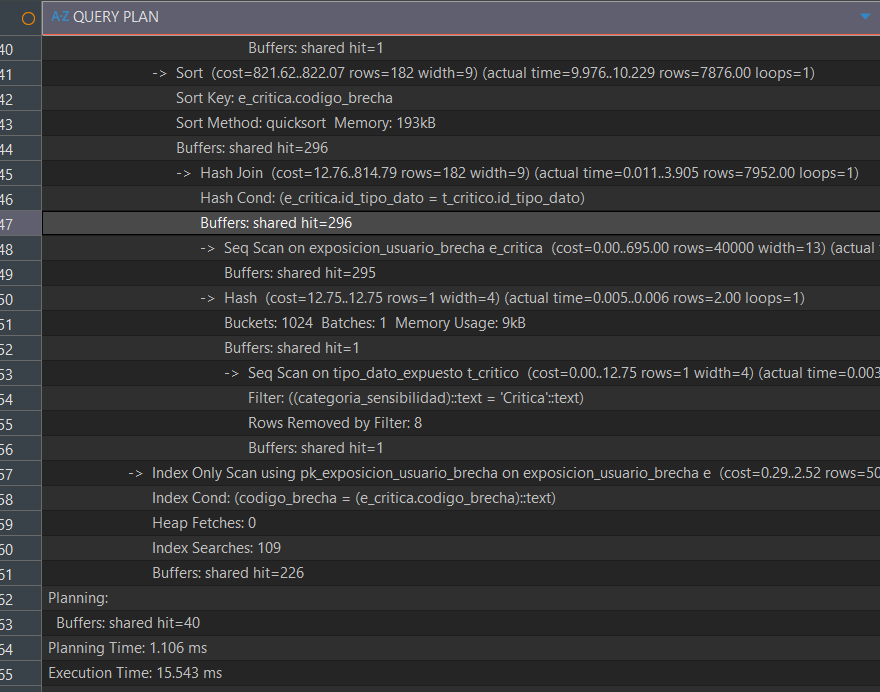 A-Z QUERY PLAN
40 Buffers: shared hit=1
41 -> Sort (cost=821.62..822.07 rows=182 width=9) (actual time=9.976..10.229 rows=7876.00 loops=1)
42 Sort Key: e_critica.codigo_brecha
43 Sort Method: quicksort Memory: 193kB
44 Buffers: shared hit=296
45 -> Hash Join (cost=12.76..814.79 rows=182 width=9) (actual time=0.011..3.905 rows=7952.00 loops=1)
46 Hash Cond: (e_critica.id_tipo_dato = t_critico.id_tipo_dato)
47 Buffers: shared hit=296
48 -> Seq Scan on exposicion_usuario_brecha e_critica (cost=0.00..695.00 rows=40000 width=13) (actual
49 Buffers: shared hit=295
50 -> Hash (cost=12.75..12.75 rows=1 width=4) (actual time=0.005..0.006 rows=2.00 loops=1)
51 Buckets: 1024 Batches: 1 Memory Usage: 9kB
52 Buffers: shared hit=1
53 -> Seq Scan on tipo_dato_expuesto t_critico (cost=0.00..12.75 rows=1 width=4) (actual time=0.003
54 Filter: ((categoria_sensibilidad)::text = 'Critica'::text)
55 Rows Removed by Filter: 8
56 Buffers: shared hit=1
57 -> Index Only Scan using pk_exposicion_usuario_brecha on exposicion_usuario_brecha e (cost=0.29..2.52 rows=50
58 Index Cond: (codigo_brecha = (e_critica.codigo_brecha)::text)
59 Heap Fetches: 0
60 Index Searches: 109
61 Buffers: shared hit=226
62 Planning:
63 Buffers: shared hit=40
64 Planning Time: 1.106 ms
65 Execution Time: 15.543 ms